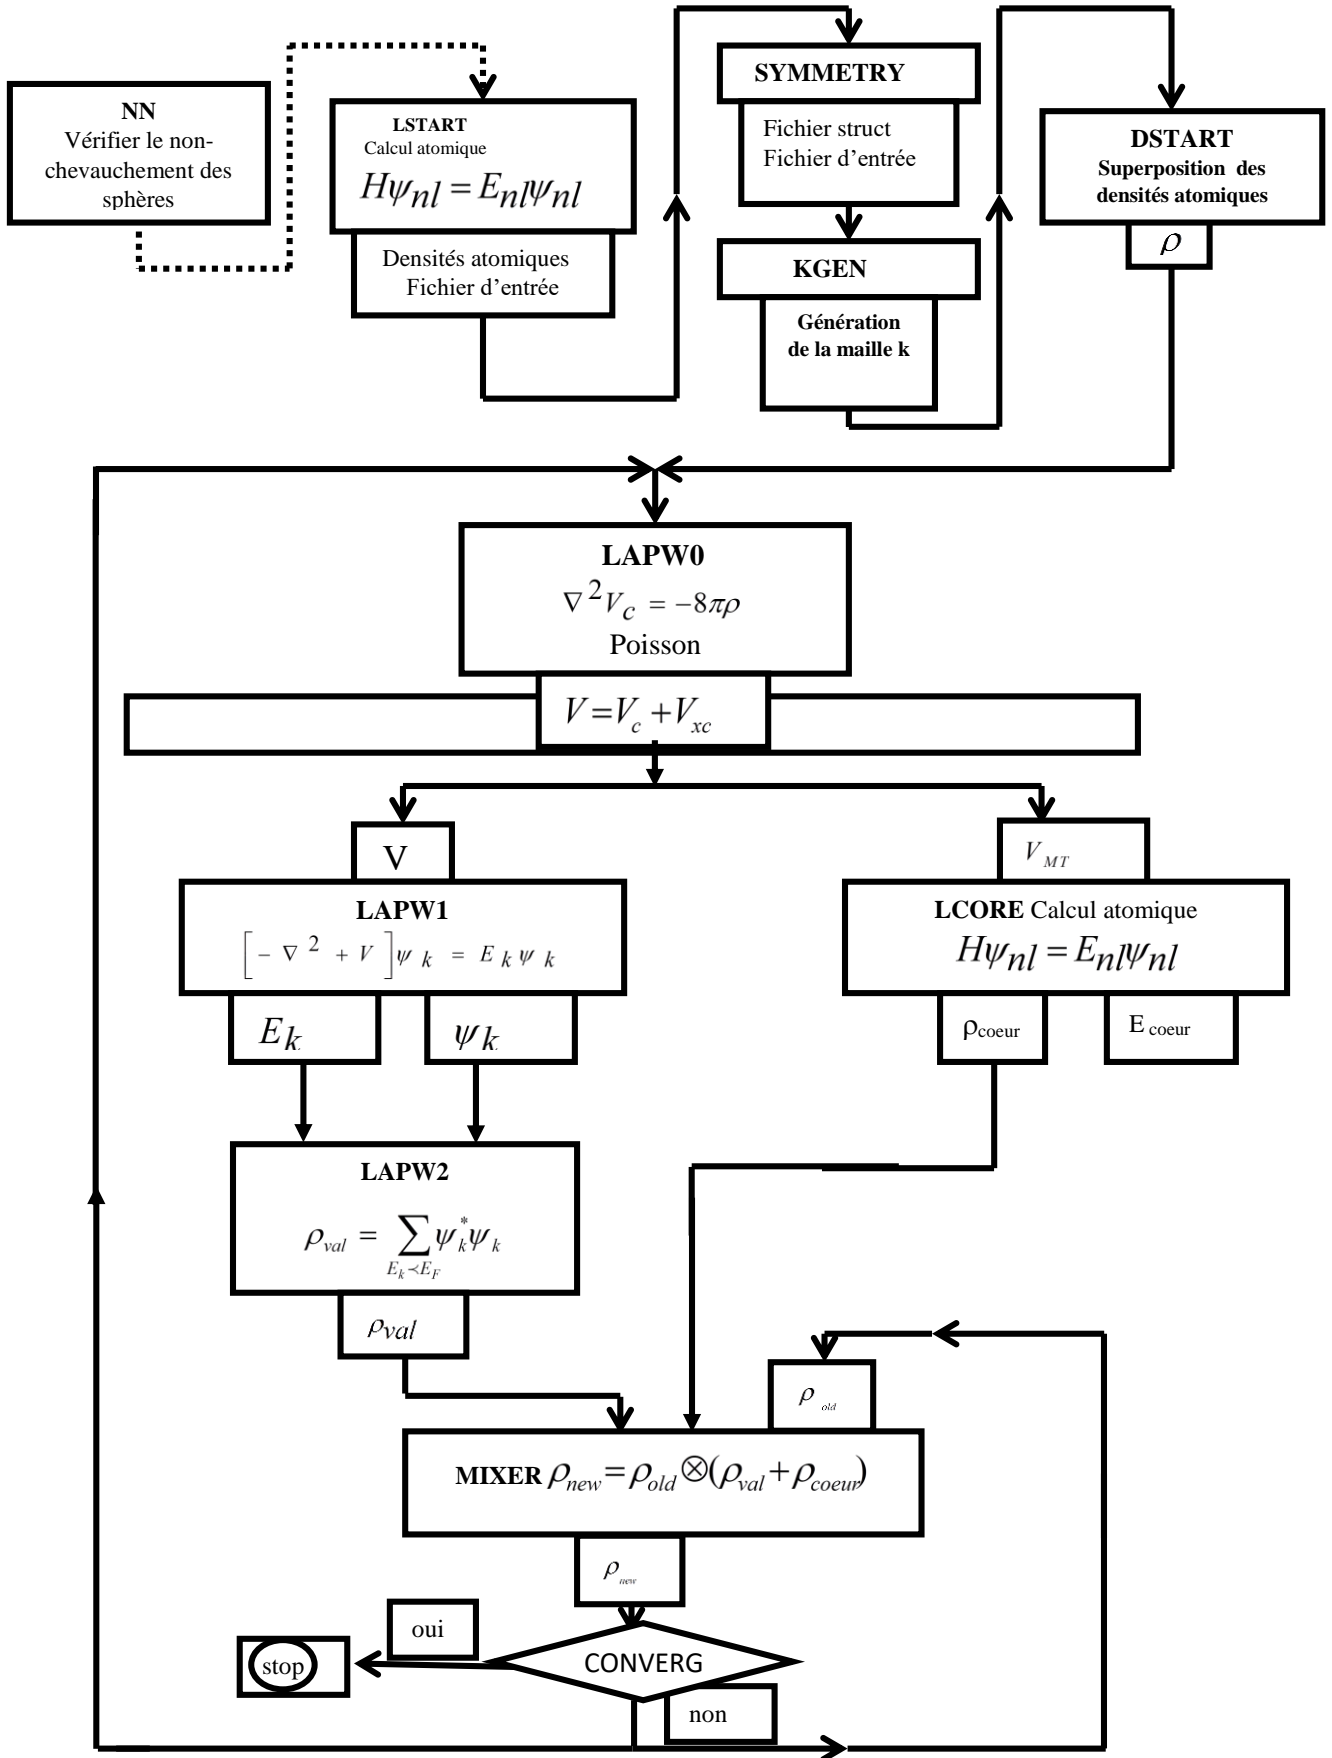 NN
Vérifier le non-
chevauchement des
sphères
LSTART
Calcul atomique
Hψnl = Enlψnl
Densités atomiques
Fichier d’entrée
SYMMETRY
Fichier struct
Fichier d’entrée
KGEN
Génération
de la maille k
DSTART
Superposition des
densités atomiques
ρ
LAPW0
∇²Vc = −8πρ
Poisson
V=Vc+Vxc
V
LAPW1
[− ∇² + V]ψk = Ekψk
Ek
ψk
VMT
LCORE Calcul atomique
Hψnl = Enlψnl
ρcoeur
E coeur
LAPW2
ρval = ∑ψk*ψk
Ek≺EF
ρval
ρold
MIXER ρnew=ρold⊗(ρval+ρcoeur)
ρnew
oui
stop
CONVERG
non